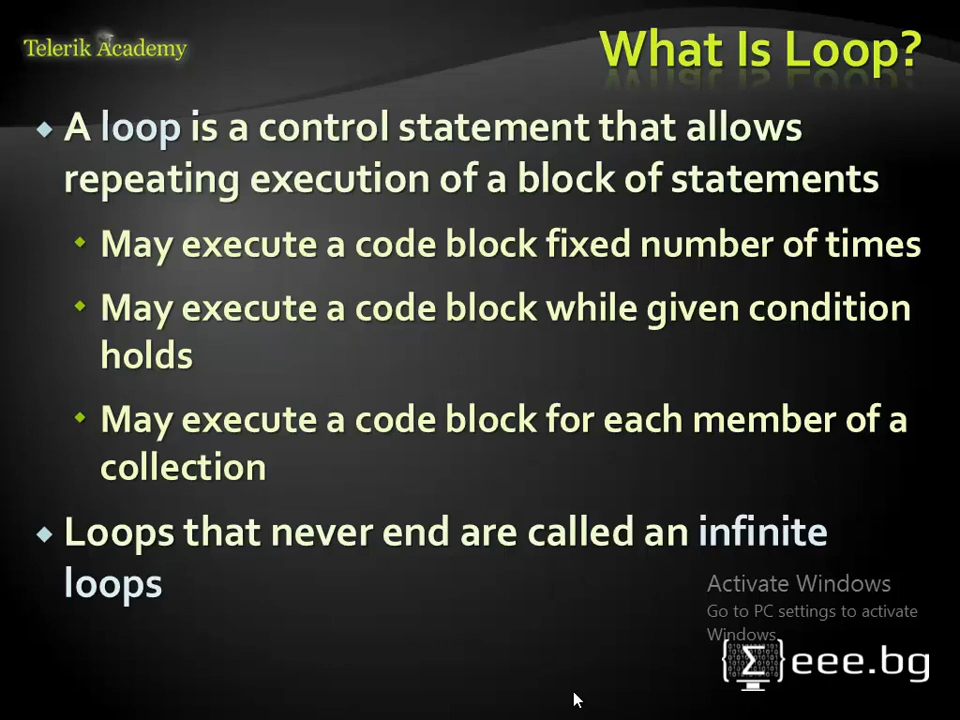 Telerik Academy
What Is Loop?
A loop is a control statement that allows
repeating execution of a block of statements
May execute a code block fixed number of times
May execute a code block while given condition
holds
May execute a code block for each member of a
collection
Loops that never end are called an infinite
loops
Activate Windows
Go to PC settings to activate
Windows.
{Σ}eee.bg